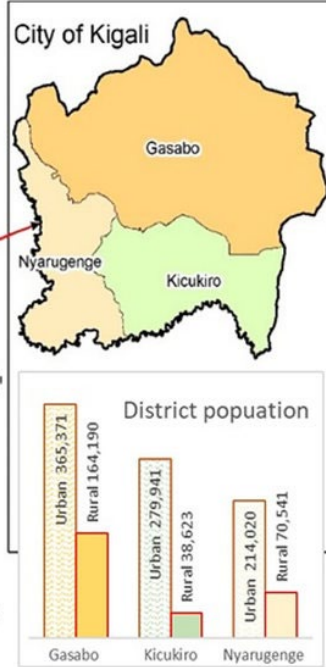 City of Kigali
Gasabo
Nyarugenge
Kicukiro
District popuation
Urban 365,371
Rural 164,190
Urban 279,941
Rural 38,623
Urban 214,020
Rural 70,541
Gasabo
Kicukiro
Nyarugenge